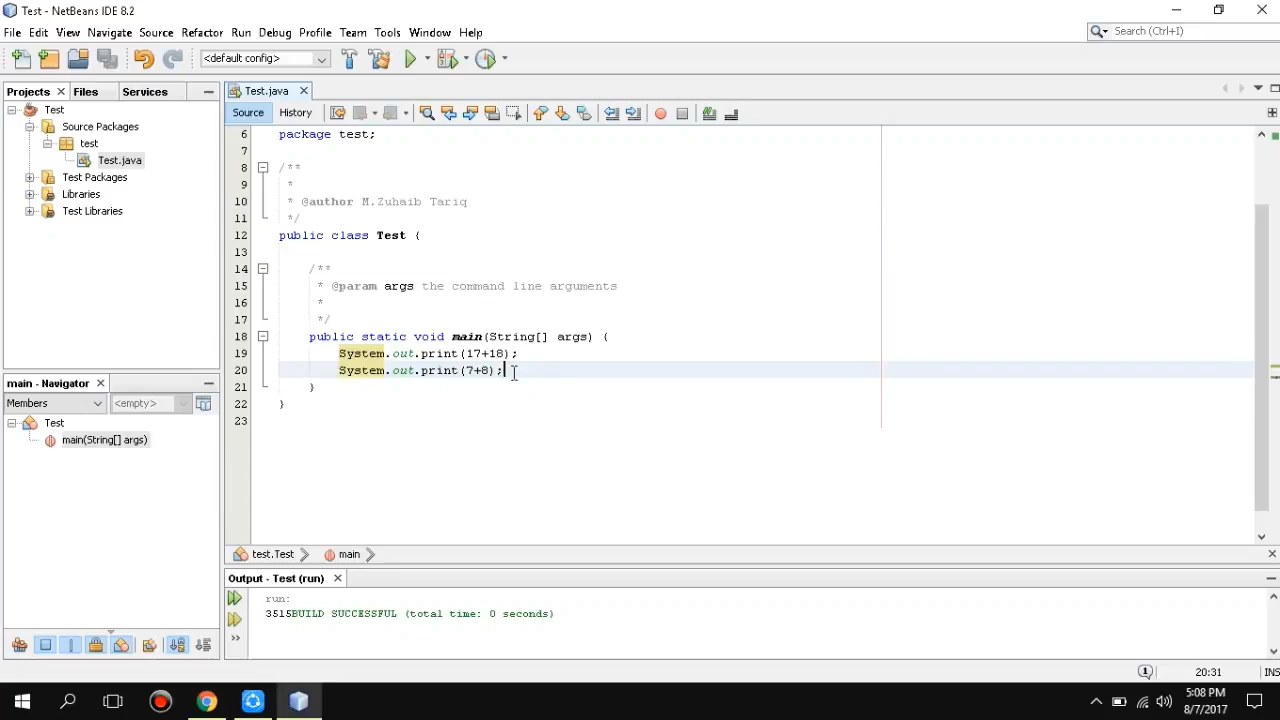 Test - NetBeans IDE 8.2
File Edit View Navigate Source Refactor Run Debug Profile Team Tools Window Help
Search (Ctrl+I)
<default config>
Projects Files Services
Test.java
Source History
Test
Source Packages
test
Test.java
Test Packages
Libraries
Test Libraries
6 package test;
7
8 /**
9 *
10 * @author M.Zuhaib Tariq
11 */
12 public class Test {
13
14 /**
15 * @param args the command line arguments
16 *
17 */
18 public static void main(String[] args) {
19 System.out.print(17+18);
20 System.out.print(7+8);
21 }
22 }
23
main - Navigator
Members <empty>
Test
main(String[] args)
test.Test main
Output - Test (run)
run:
3515BUILD SUCCESSFUL (total time: 0 seconds)
1 20:31 INS
5:08 PM
8/7/2017